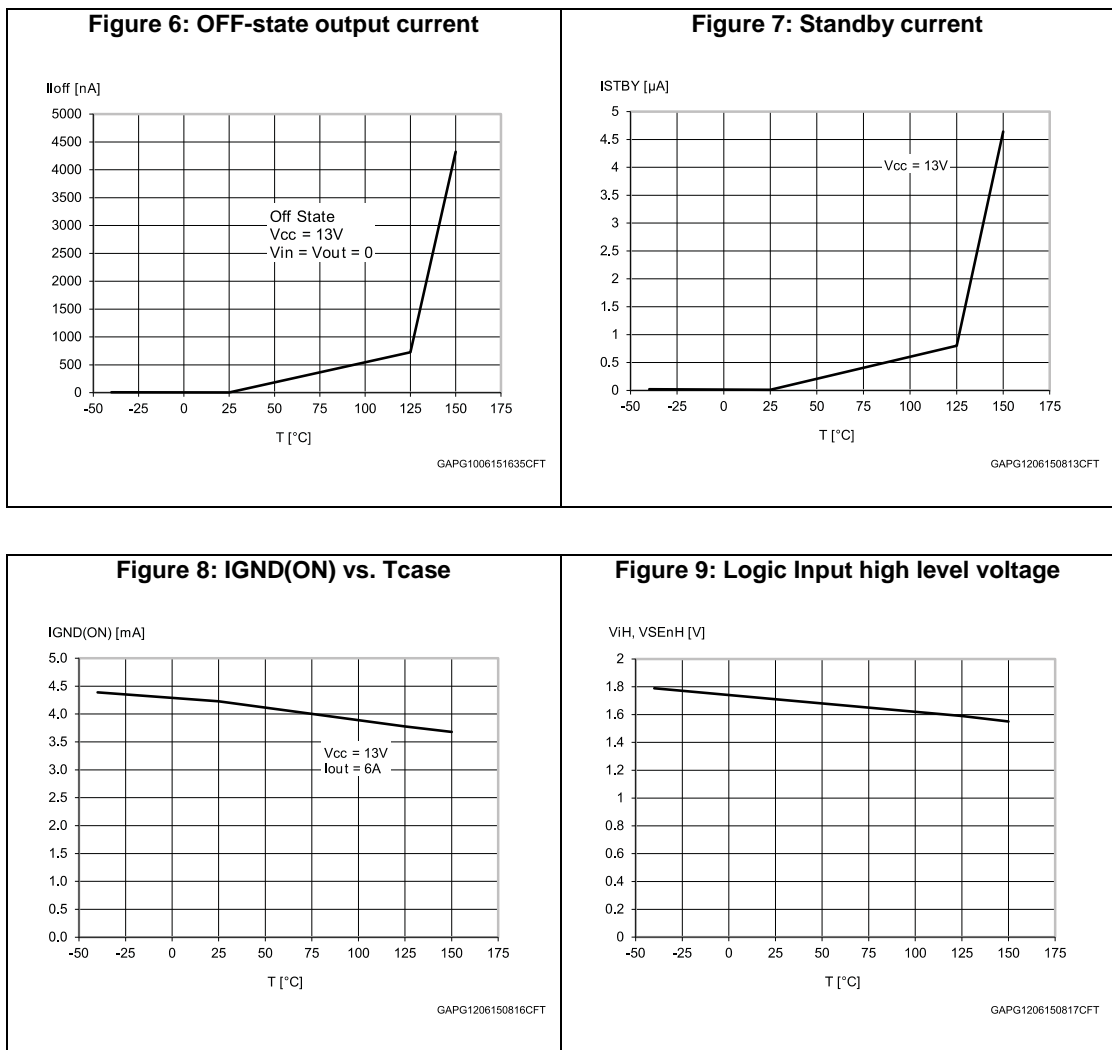 Figure 6: OFF-state output current
Iloff [nA]
5000
4500
4000
3500
3000
2500
2000
1500
1000
500
0
Off State
Vcc = 13V
Vin = Vout = 0
-50 -25 0 25 50 75 100 125 150 175
T [°C]
GAPG1006151635CFT
Figure 7: Standby current
ISTBY [µA]
5
4.5
4
3.5
3
2.5
2
1.5
1
0.5
0
Vcc = 13V
-50 -25 0 25 50 75 100 125 150 175
T [°C]
GAPG1206150813CFT
Figure 8: IGND(ON) vs. Tcase
IGND(ON) [mA]
5.0
4.5
4.0
3.5
3.0
2.5
2.0
1.5
1.0
0.5
0.0
Vcc = 13V
Iout = 6A
-50 -25 0 25 50 75 100 125 150 175
T [°C]
GAPG1206150816CFT
Figure 9: Logic Input high level voltage
ViH, VSEnH [V]
2
1.8
1.6
1.4
1.2
1
0.8
0.6
0.4
0.2
0
-50 -25 0 25 50 75 100 125 150 175
T [°C]
GAPG1206150817CFT